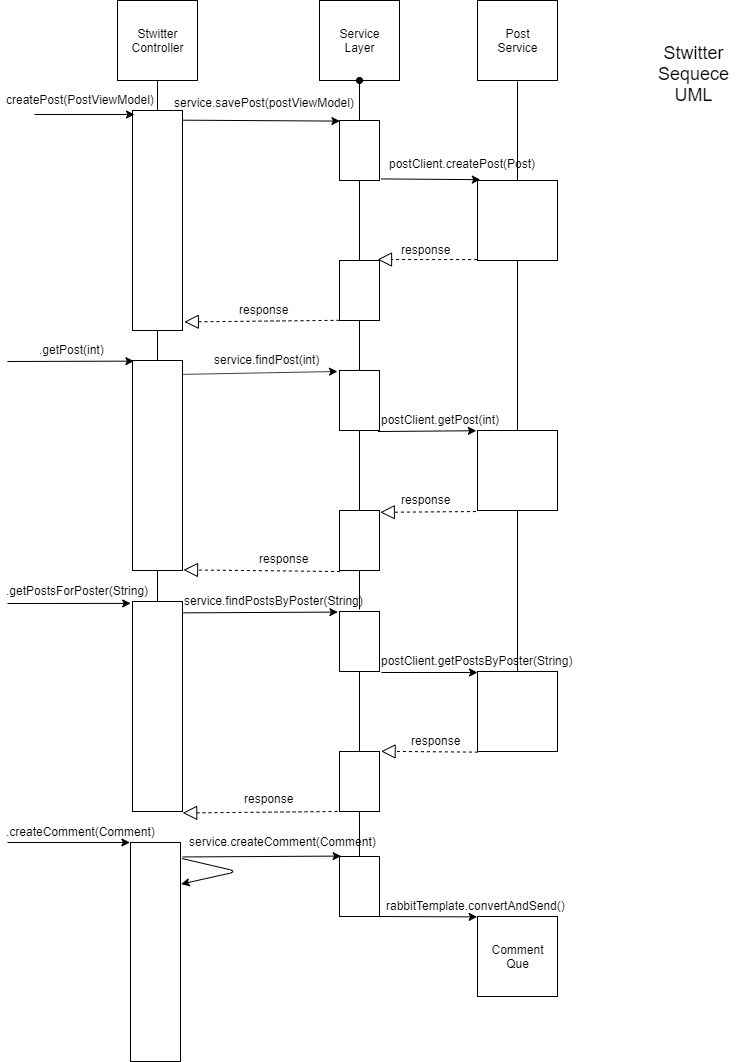 Stwitter
Controller
Service
Layer
Post
Service
Stwitter
Sequece
UML
createPost(PostViewModel)
service.savePost(postViewModel)
postClient.createPost(Post)
response
response
.getPost(int)
service.findPost(int)
postClient.getPost(int)
response
response
.getPostsForPoster(String)
service.findPostsByPoster(String)
postClient.getPostsByPoster(String)
response
response
.createComment(Comment)
service.createComment(Comment)
rabbitTemplate.convertAndSend()
Comment
Que